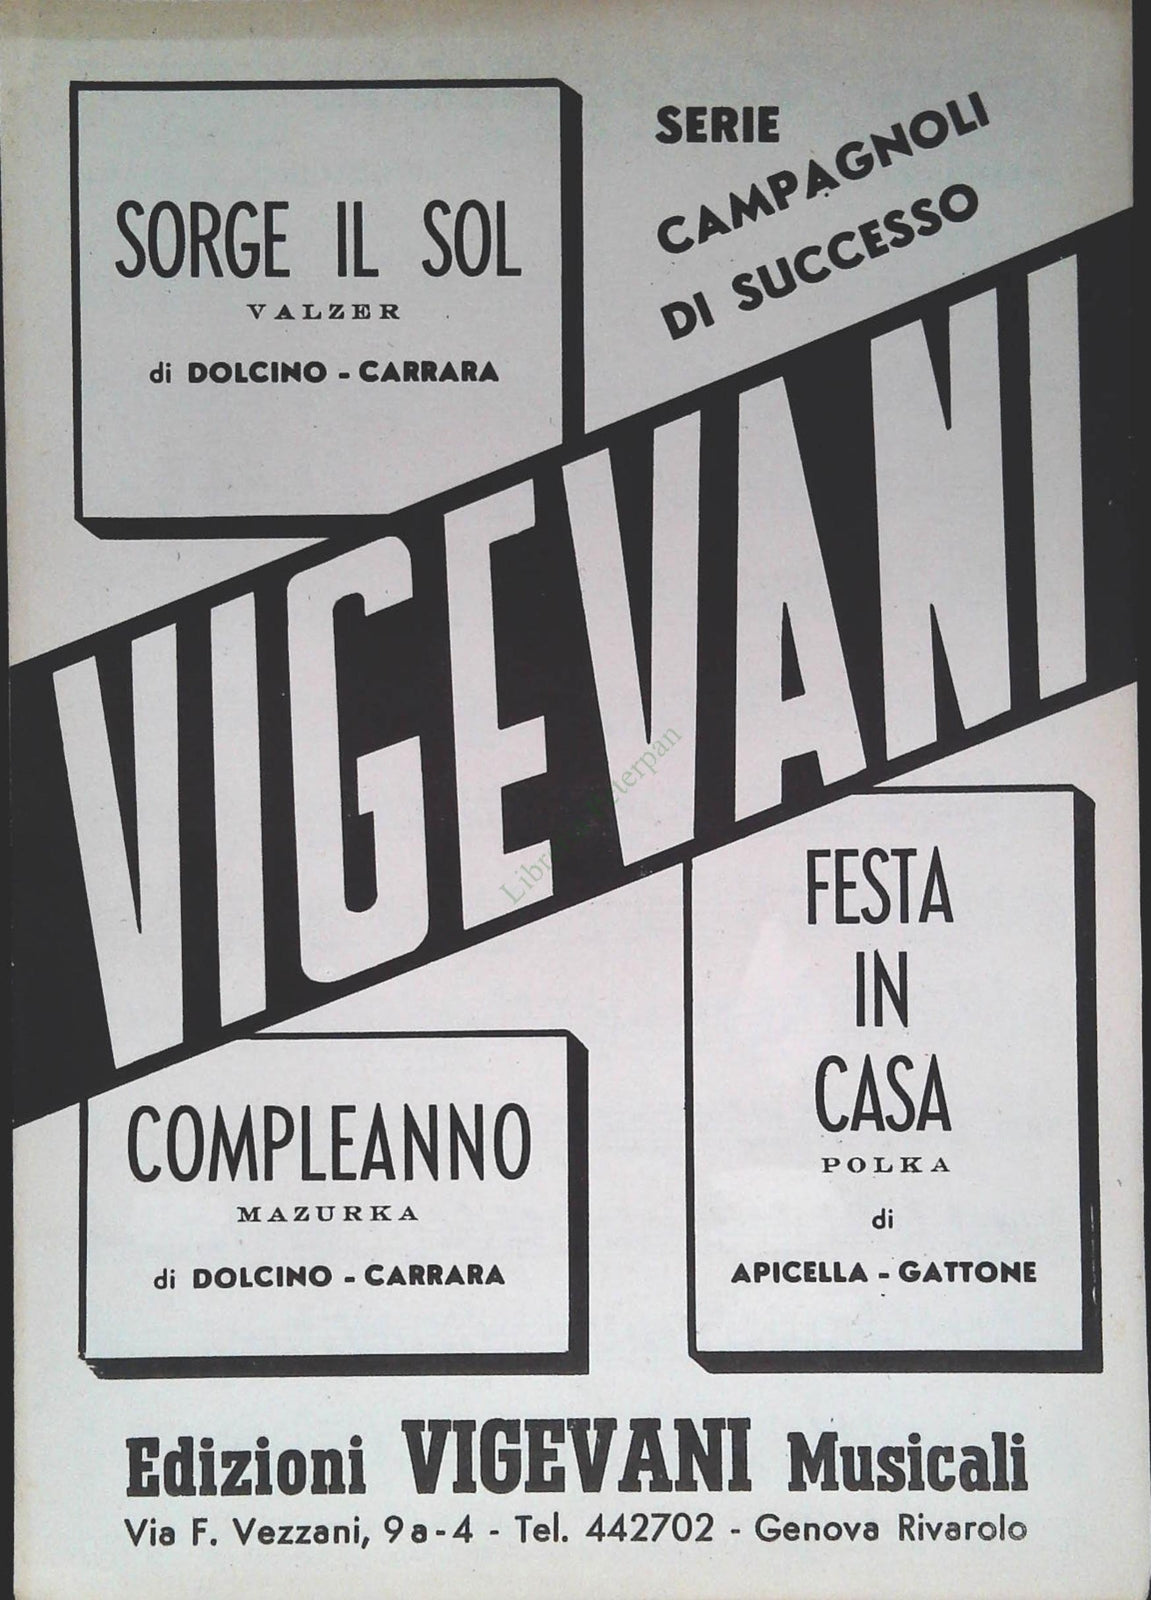 SERIE
CAMPAGNOLI
DI SUCCESSO
SORGE IL SOL
VALZER
di DOLCINO - CARRARA
VIGEVANI
FESTA
IN
CASA
POLKA
di
APICELLA - GATTONE
COMPLEANNO
MAZURKA
di DOLCINO - CARRARA
Edizioni VIGEVANI Musicali
Via F. Vezzani, 9a-4 - Tel. 442702 - Genova Rivarolo